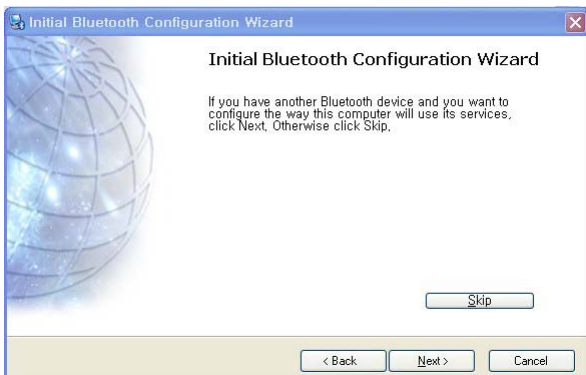 Initial Bluetooth Configuration Wizard
Initial Bluetooth Configuration Wizard
If you have another Bluetooth device and you want to
configure the way this computer will use its services,
click Next, Otherwise click Skip,
Skip
< Back
Next >
Cancel